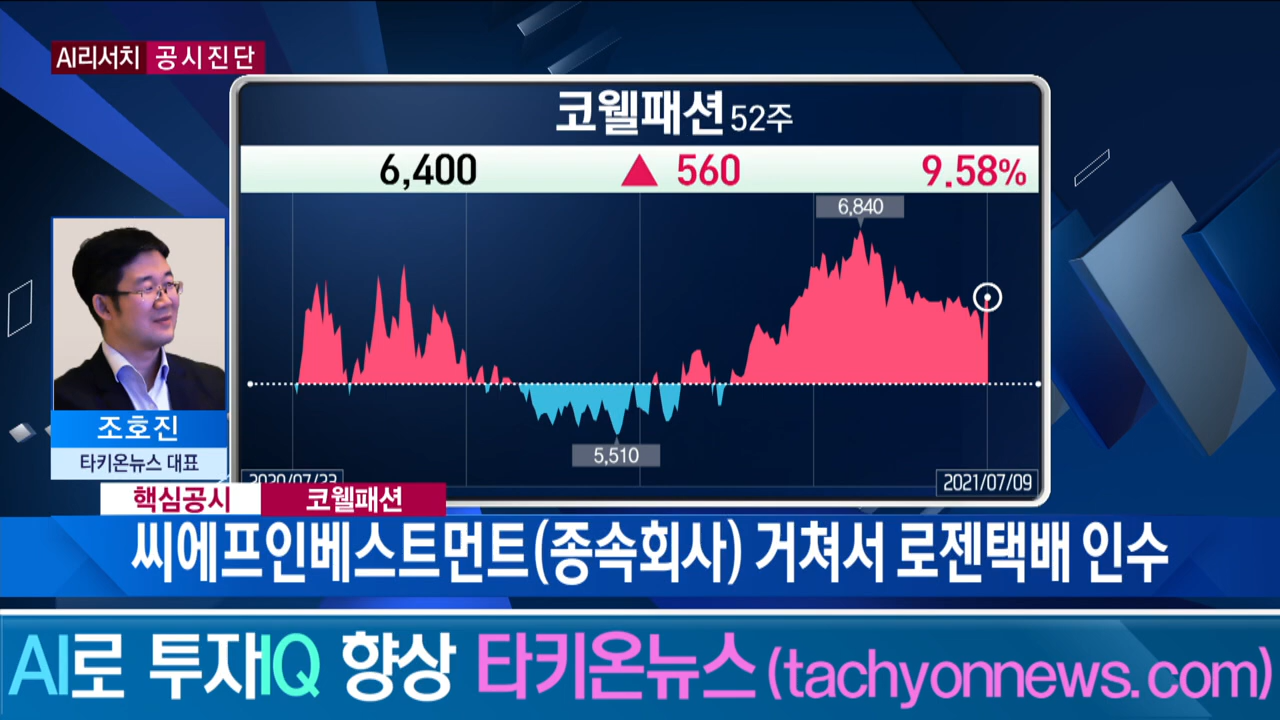 AI리서치 공시진단
코웰패션 52주
6,400 ▲ 560 9.58%
6,840
5,510
2020/07/23
2021/07/09
조호진
타키온뉴스 대표
핵심공시 코웰패션
씨에프인베스트먼트(종속회사) 거쳐서 로젠택배 인수
AI로 투자IQ 향상 타키온뉴스(tachyonnews.com)